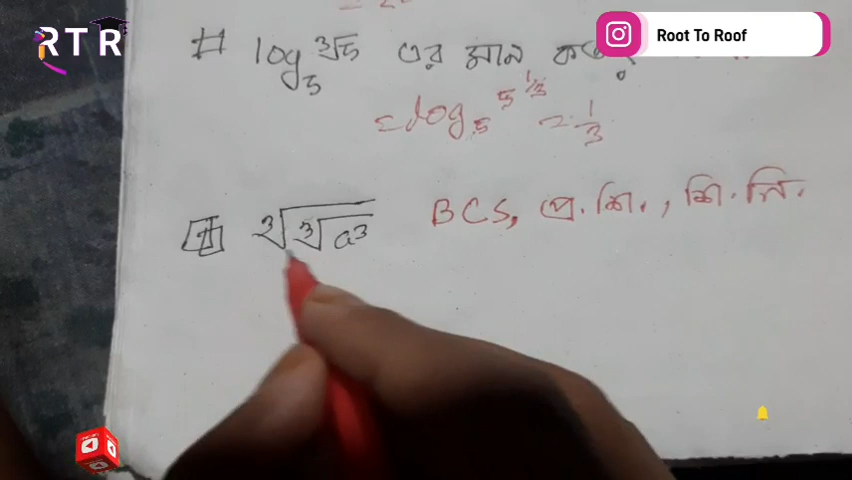 RTR
Root To Roof
# log₅ ∛5 এর মান কত?
= log₅ 5^1/3 = 1/3
∛∛a³ BCS, প্র. শি., শি. নি.